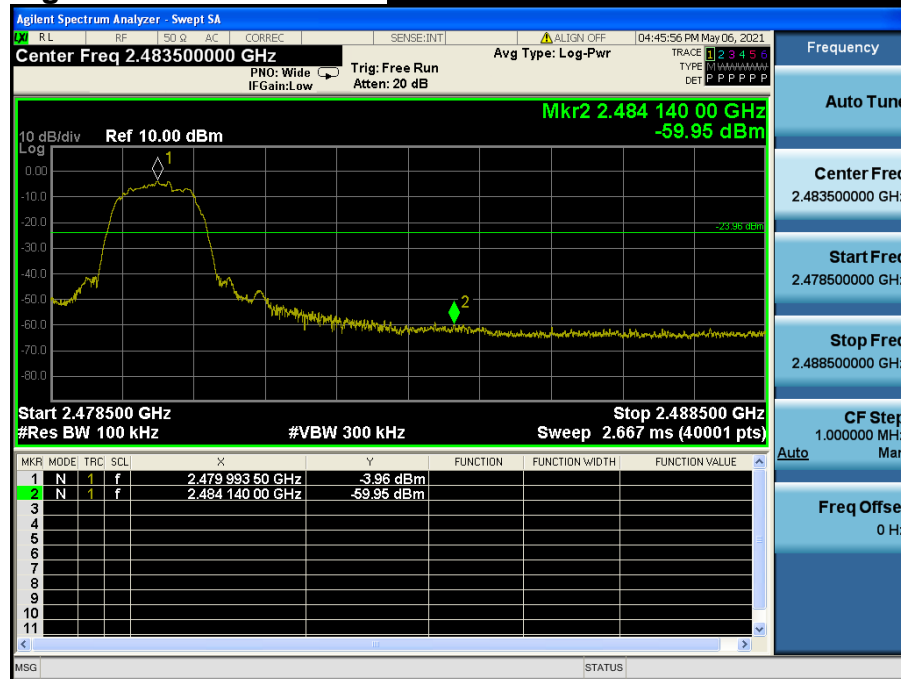 Agilent Spectrum Analyzer - Swept SA
LXI RL RF 50 Ω AC CORREC SENSE:INT ALIGN OFF 04:45:56 PM May 06, 2021
Center Freq 2.483500000 GHz
PNO: Wide
IFGain:Low
Trig: Free Run
Atten: 20 dB
Avg Type: Log-Pwr
TRACE 1 2 3 4 5 6
TYPE M WWWWW
DET P P P P P P
Mkr2 2.484 140 00 GHz
-59.95 dBm
10 dB/div Ref 10.00 dBm
Log
0.00
-10.0
-20.0
-30.0
-40.0
-50.0
-60.0
-70.0
-80.0
1
2
-23.96 dBm
Start 2.478500 GHz Stop 2.488500 GHz
#Res BW 100 kHz #VBW 300 kHz Sweep 2.667 ms (40001 pts)
MKR MODE TRC SCL X Y FUNCTION FUNCTION WIDTH FUNCTION VALUE
1 N 1 f 2.479 993 50 GHz -3.96 dBm
2 N 1 f 2.484 140 00 GHz -59.95 dBm
3
4
5
6
7
8
9
10
11
MSG STATUS
Frequency
Auto Tune
Center Freq
2.483500000 GHz
Start Freq
2.478500000 GHz
Stop Freq
2.488500000 GHz
CF Step
1.000000 MHz
Auto Man
Freq Offse
0 Hz